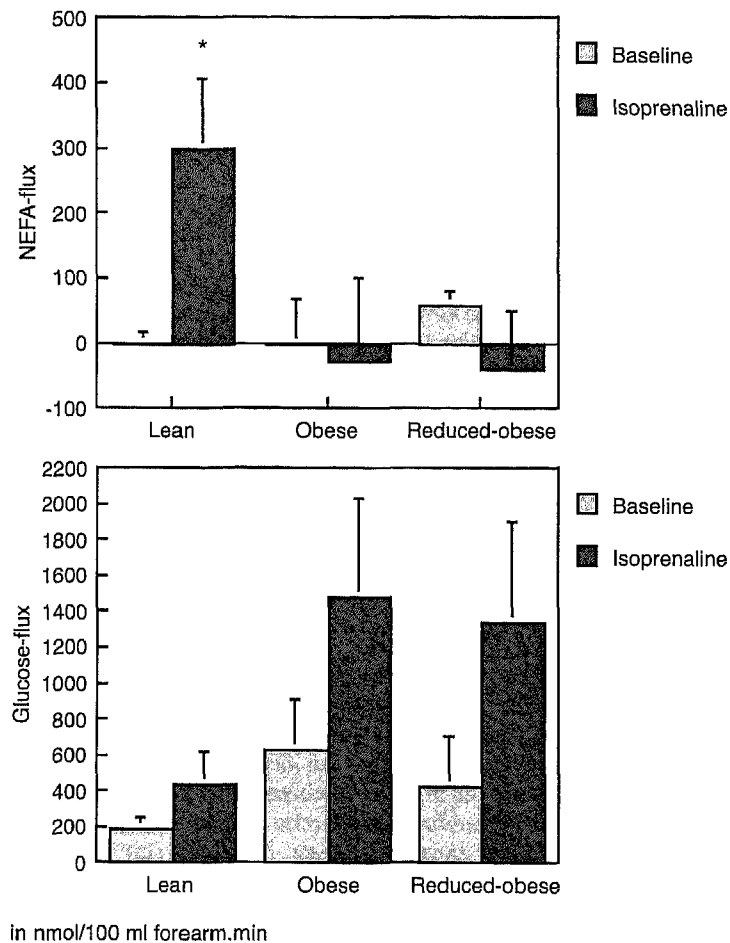 500
400
300
200
100
0
-100
NEFA-flux
*
Baseline
Isoprenaline
Lean Obese Reduced-obese
2200
2000
1800
1600
1400
1200
1000
800
600
400
200
0
Glucose-flux
Baseline
Isoprenaline
Lean Obese Reduced-obese
in nmol/100 ml forearm.min